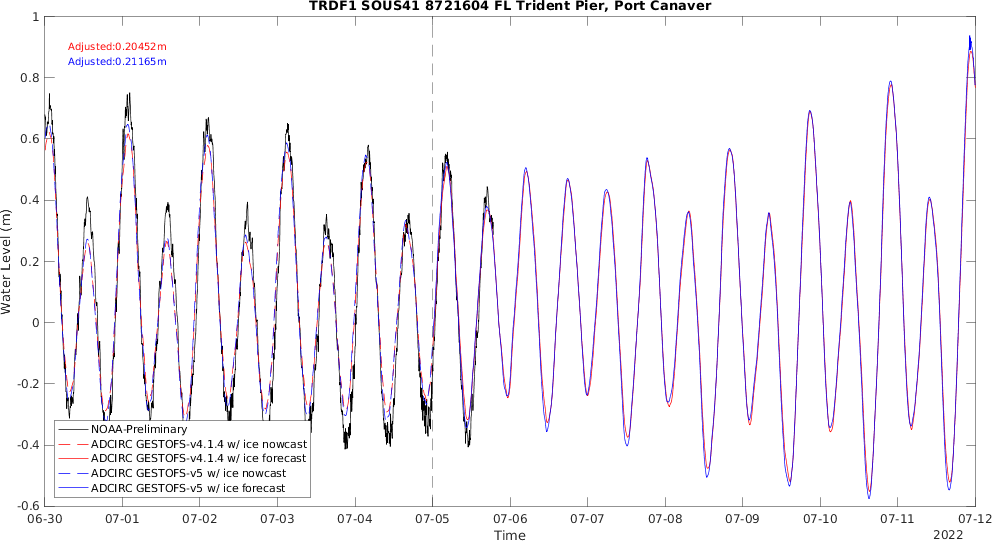 TRDF1 SOUS41 8721604 FL Trident Pier, Port Canaver
1
0.8
0.6
0.4
0.2
0
-0.2
-0.4
-0.6
Water Level (m)
Adjusted:0.20452m
Adjusted:0.21165m
NOAA-Preliminary
ADCIRC GESTOFS-v4.1.4 w/ ice nowcast
ADCIRC GESTOFS-v4.1.4 w/ ice forecast
ADCIRC GESTOFS-v5 w/ ice nowcast
ADCIRC GESTOFS-v5 w/ ice forecast
06-30 07-01 07-02 07-03 07-04 07-05 07-06 07-07 07-08 07-09 07-10 07-11 07-12
Time
2022